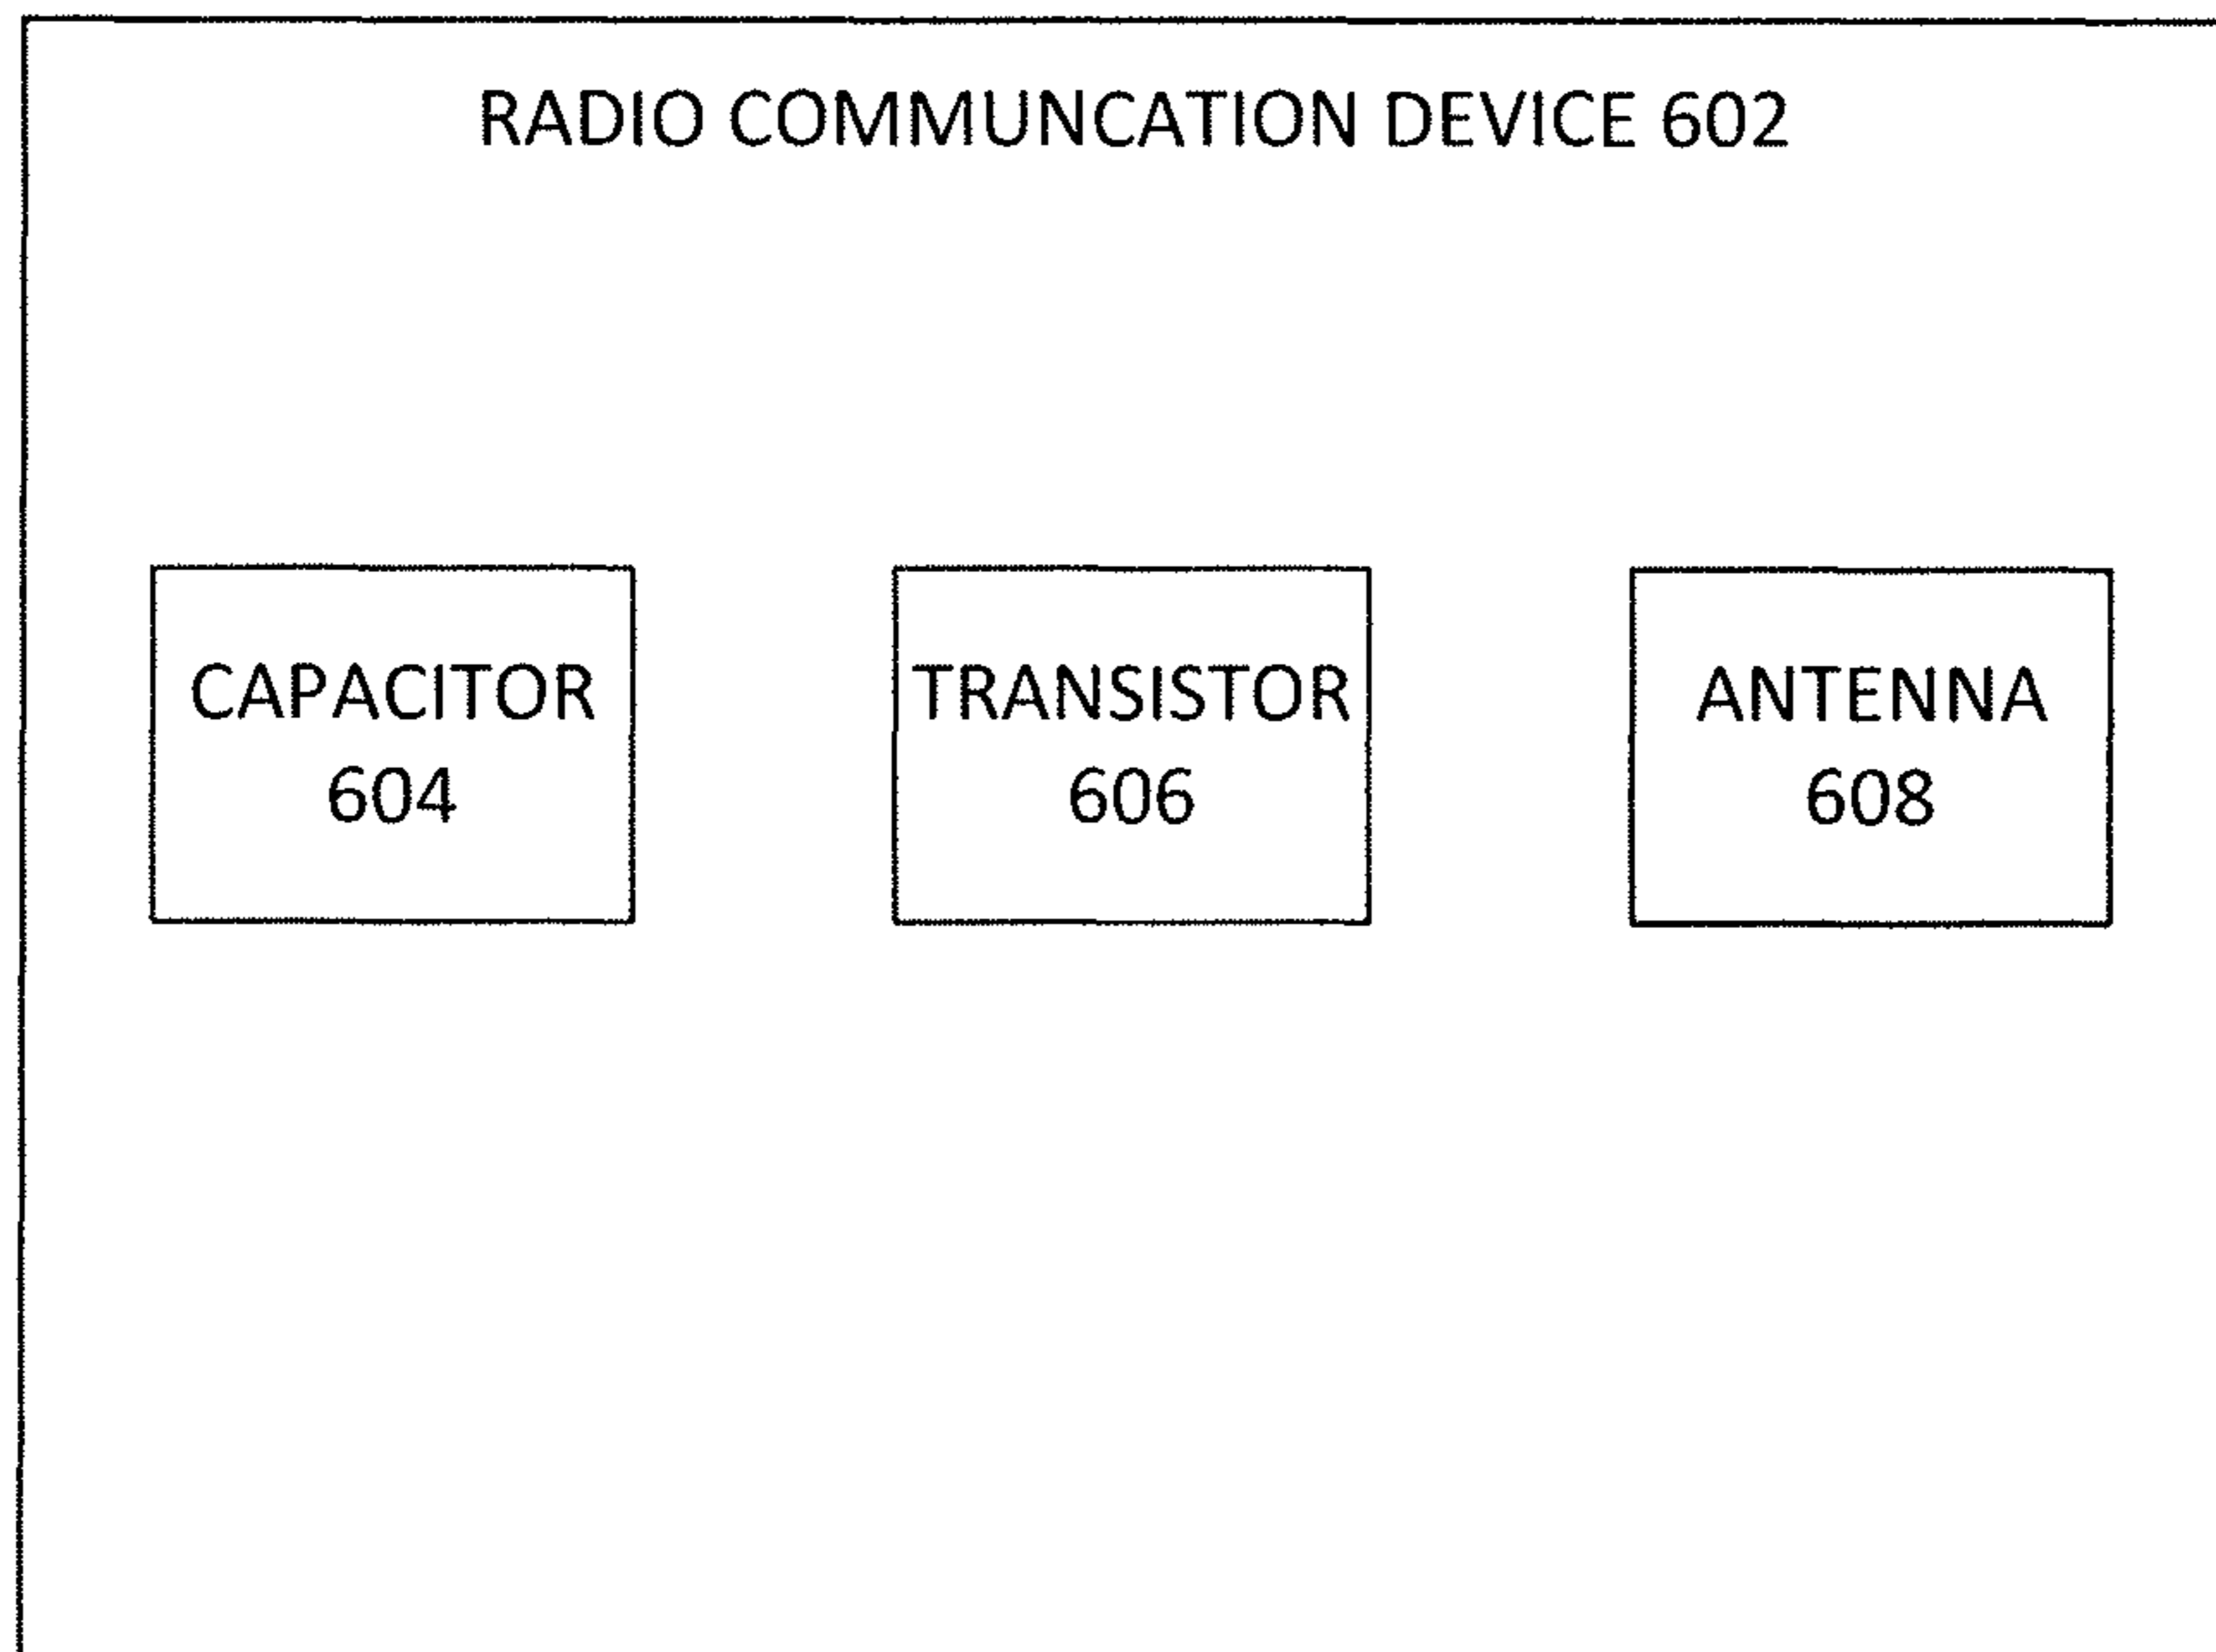 RADIO COMMUNCATION DEVICE 602
CAPACITOR
604
TRANSISTOR
606
ANTENNA
608